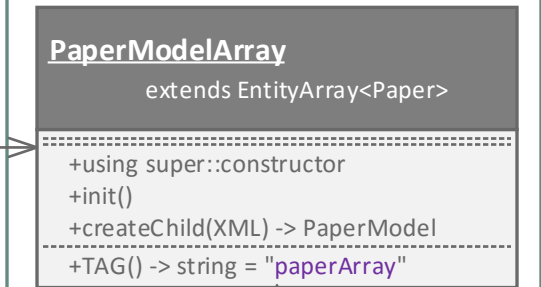 PaperModelArray
extends EntityArray<Paper>
+using super::constructor
+init()
+createChild(XML) -> PaperModel
+TAG() -> string = "paperArray"